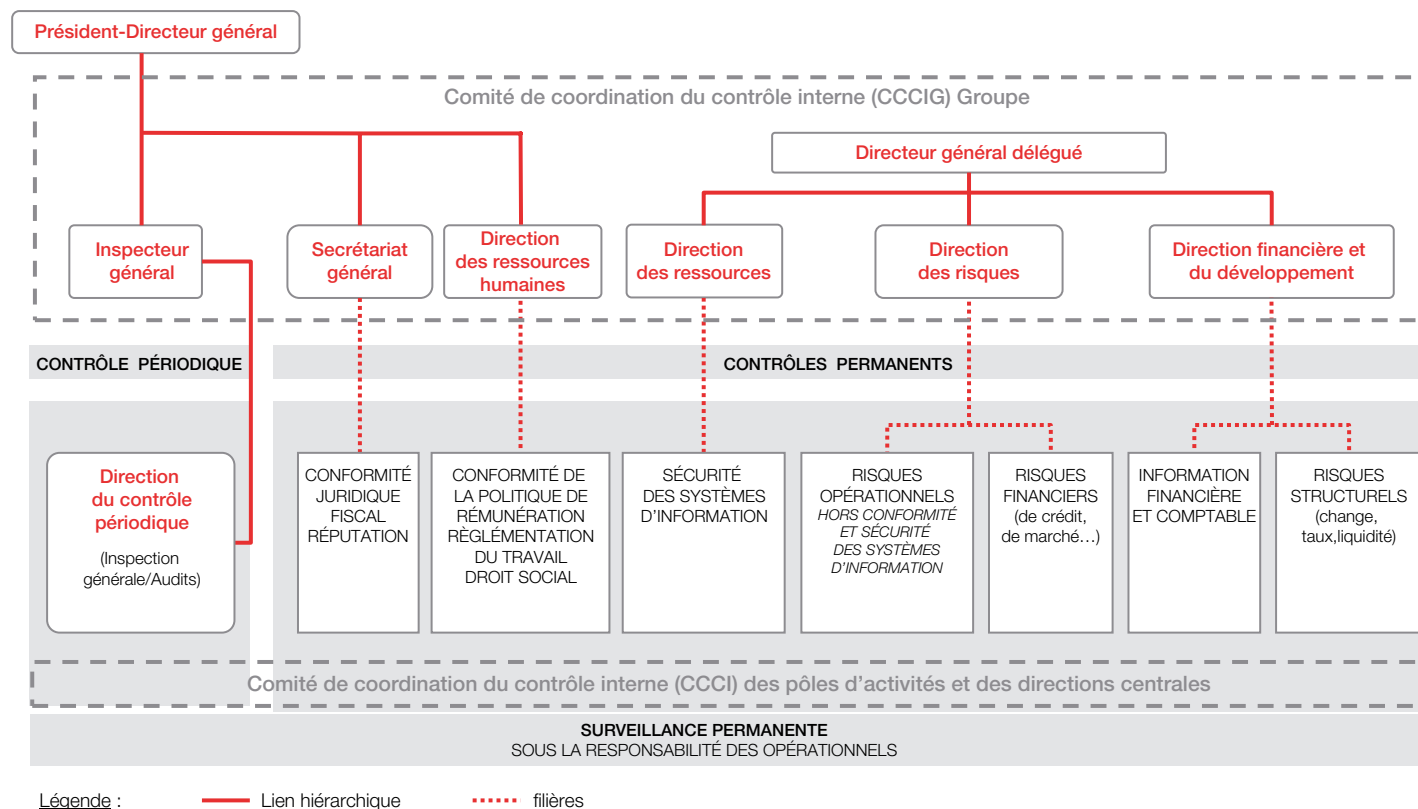 Président-Directeur général
Comité de coordination du contrôle interne (CCCIG) Groupe
Directeur général délégué
Inspecteur
général
Secrétariat
général
Direction
des ressources
humaines
Direction
des ressources
Direction
des risques
Direction financière et
du développement
CONTRÔLE PÉRIODIQUE
CONTRÔLES PERMANENTS
Direction
du contrôle
périodique
(Inspection
générale/Audits)
CONFORMITÉ
JURIDIQUE
FISCAL
RÉPUTATION
CONFORMITÉ DE
LA POLITIQUE DE
RÉMUNÉRATION
RÈGLÉMENTATION
DU TRAVAIL
DROIT SOCIAL
SÉCURITÉ
DES SYSTÈMES
D'INFORMATION
RISQUES
OPÉRATIONNELS
HORS CONFORMITÉ
ET SÉCURITÉ
DES SYSTÈMES
D'INFORMATION
RISQUES
FINANCIERS
(de crédit,
de marché…)
INFORMATION
FINANCIÈRE
ET COMPTABLE
RISQUES
STRUCTURELS
(change,
taux,liquidité)
Comité de coordination du contrôle interne (CCCI) des pôles d'activités et des directions centrales
SURVEILLANCE PERMANENTE
SOUS LA RESPONSABILITÉ DES OPÉRATIONNELS
Légende :
Lien hiérarchique
filières